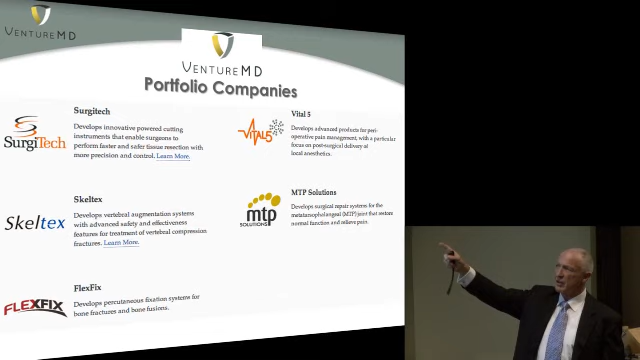 VENTURE MD
VENTURE MD
Portfolio Companies
SURGITECH
Surgitech
Develops innovative powered cutting
instruments that enable surgeons to
perform faster and safer tissue resection
with more precision and control. Learn More.
Skeltex
Skeltex
Develops vertebral augmentation systems
with advanced safety and effectiveness
features for treatment of vertebral compression
fractures. Learn More.
FLEXFIX
FlexFix
Develops percutaneous fixation systems for
bone fractures and bone fusions.
VITAL5
Vital 5
Develops advanced products for peri-
operative pain management, with a particular
focus on post-surgical delivery of
local anesthetics.
mtp
SOLUTIONS
MTP Solutions
Develops surgical repair systems for the
metatarsophalangeal (MTP) joint that restore
normal function and relieve pain.